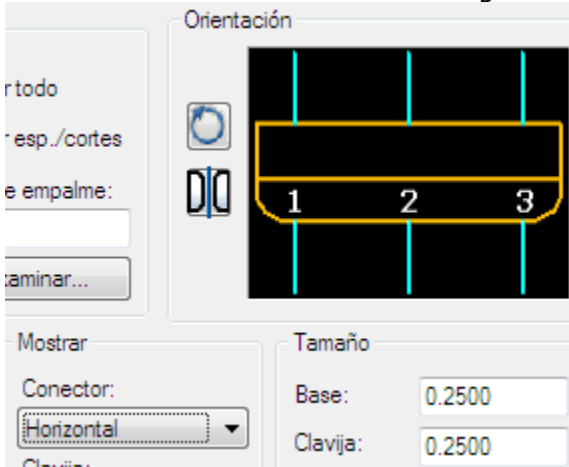 Orientación
r todo
r esp./cortes
e empalme:
aminar...
1 2 3
Mostrar
Conector:
Horizontal
Tamaño
Base: 0.2500
Clavija: 0.2500